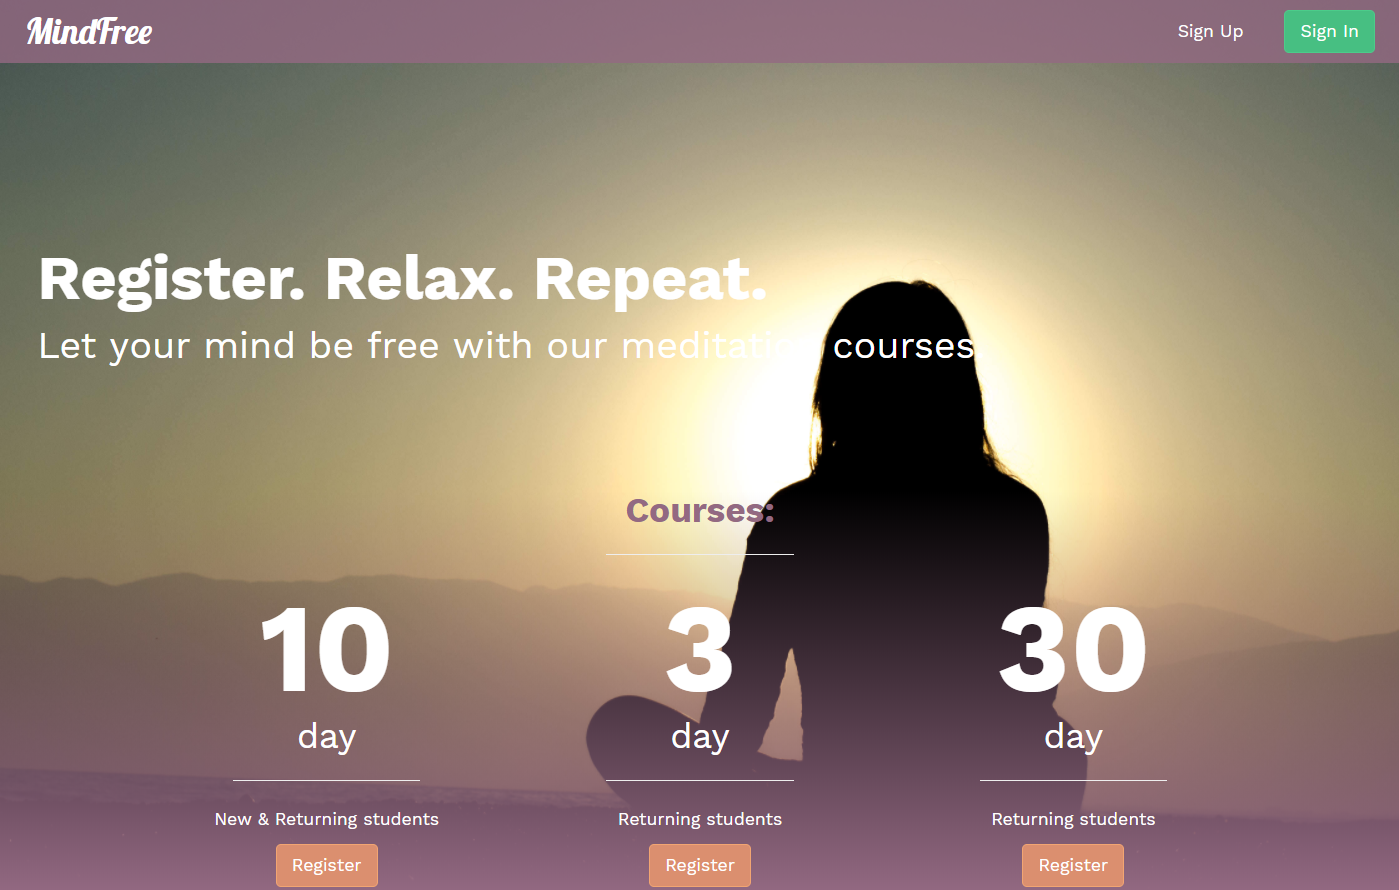 MindFree
Sign Up
Sign In
Register. Relax. Repeat.
Let your mind be free with our meditation courses.
Courses:
10
day
New & Returning students
Register
3
day
Returning students
Register
30
day
Returning students
Register